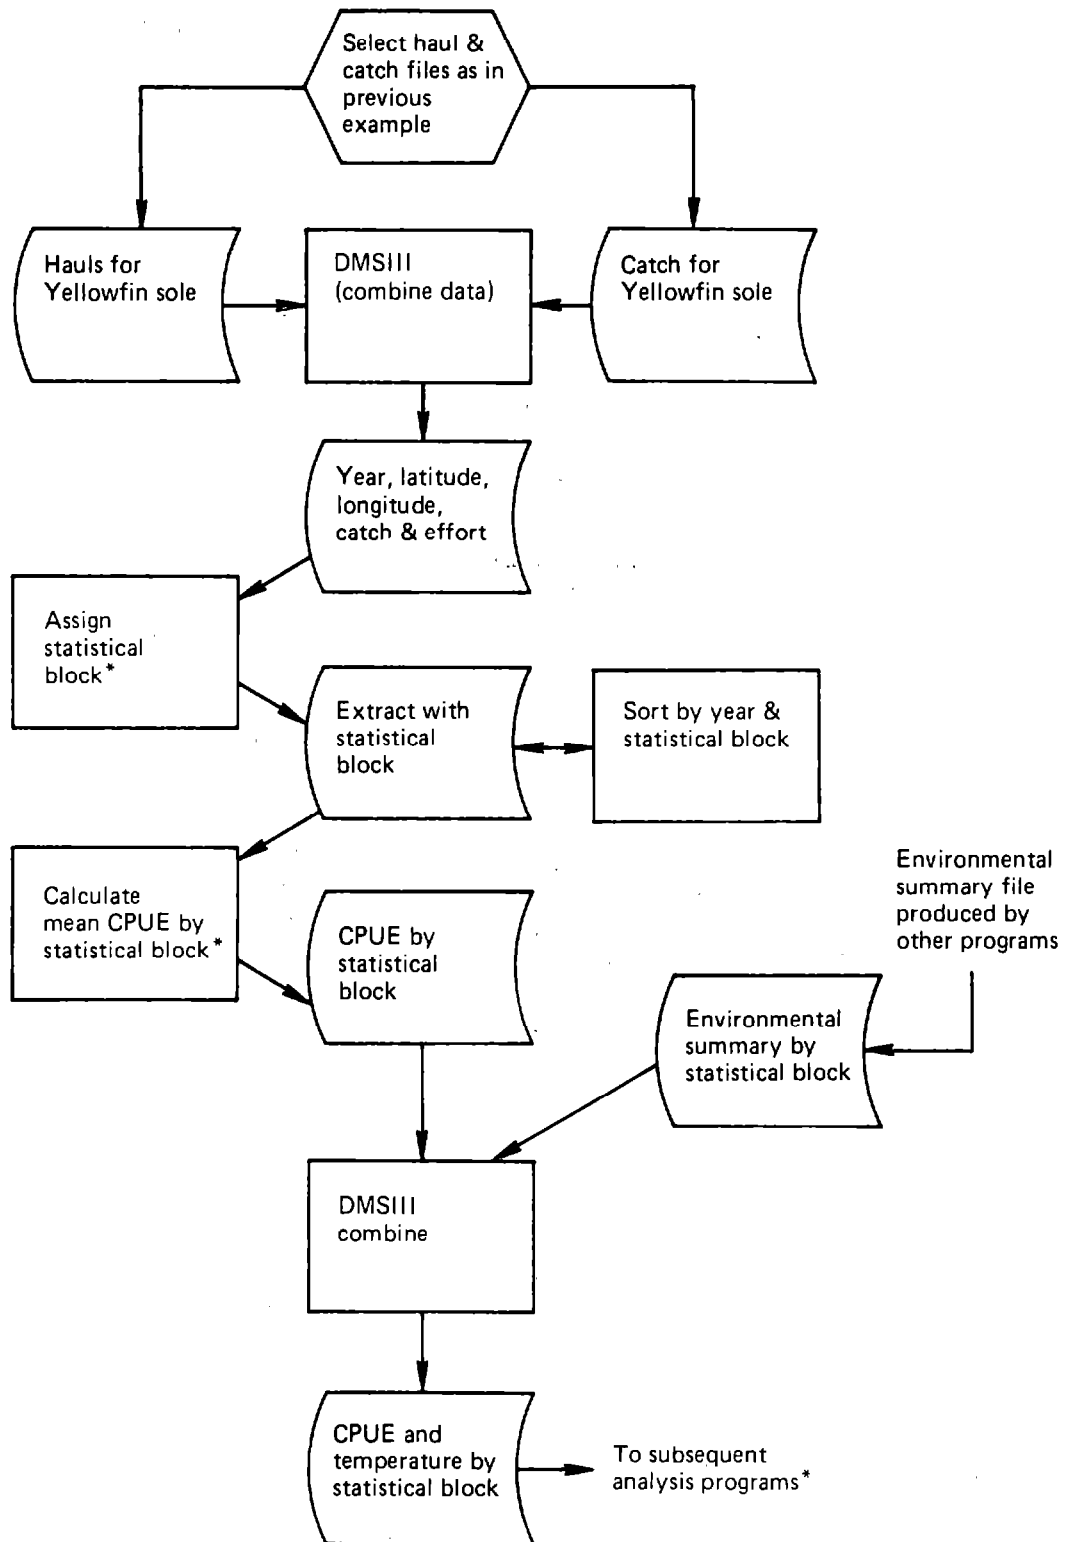 Select haul &
catch files as in
previous
example
Hauls for
Yellowfin sole
DMSIII
(combine data)
Catch for
Yellowfin sole
Year, latitude,
longitude,
catch & effort
Assign
statistical
block*
Extract with
statistical
block
Sort by year &
statistical block
Calculate
mean CPUE by
statistical block*
CPUE by
statistical
block
Environmental
summary file
produced by
other programs
Environmental
summary by
statistical block
DMSIII
combine
CPUE and
temperature by
statistical block
To subsequent
analysis programs*